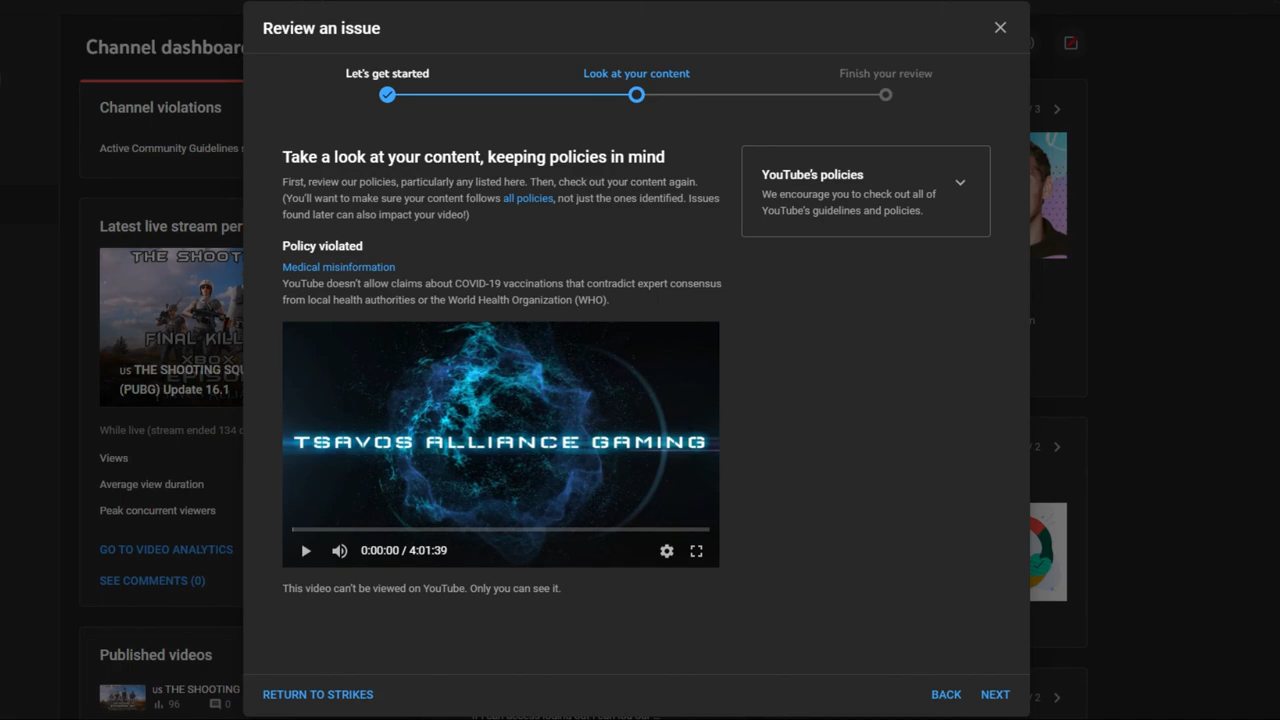 Review an issue
Channel dashboar
Let's get started
Look at your content
Finish your review
Channel violations
Active Community Guidelines s
/ 3
Take a look at your content, keeping policies in mind
First, review our policies, particularly any listed here. Then, check out your content again.
(You'll want to make sure your content follows all policies, not just the ones identified. Issues
found later can also impact your video!)
YouTube's policies
We encourage you to check out all of
YouTube's guidelines and policies.
Policy violated
Medical misinformation
YouTube doesn't allow claims about COVID-19 vaccinations that contradict expert consensus
from local health authorities or the World Health Organization (WHO).
Latest live stream per
THE SHOOT
FINAL KILL
XBOX
EPISO
us THE SHOOTING SQU
(PUBG) Update 16.1
TSAVOS ALLIANCE GAMING
0:00:00 / 4:01:39
This video can't be viewed on YouTube. Only you can see it.
While live (stream ended 134 d
Views
Average view duration
Peak concurrent viewers
GO TO VIDEO ANALYTICS
SEE COMMENTS (0)
/ 2
Published videos
us THE SHOOTING
96
0
/ 2
RETURN TO STRIKES
BACK
NEXT